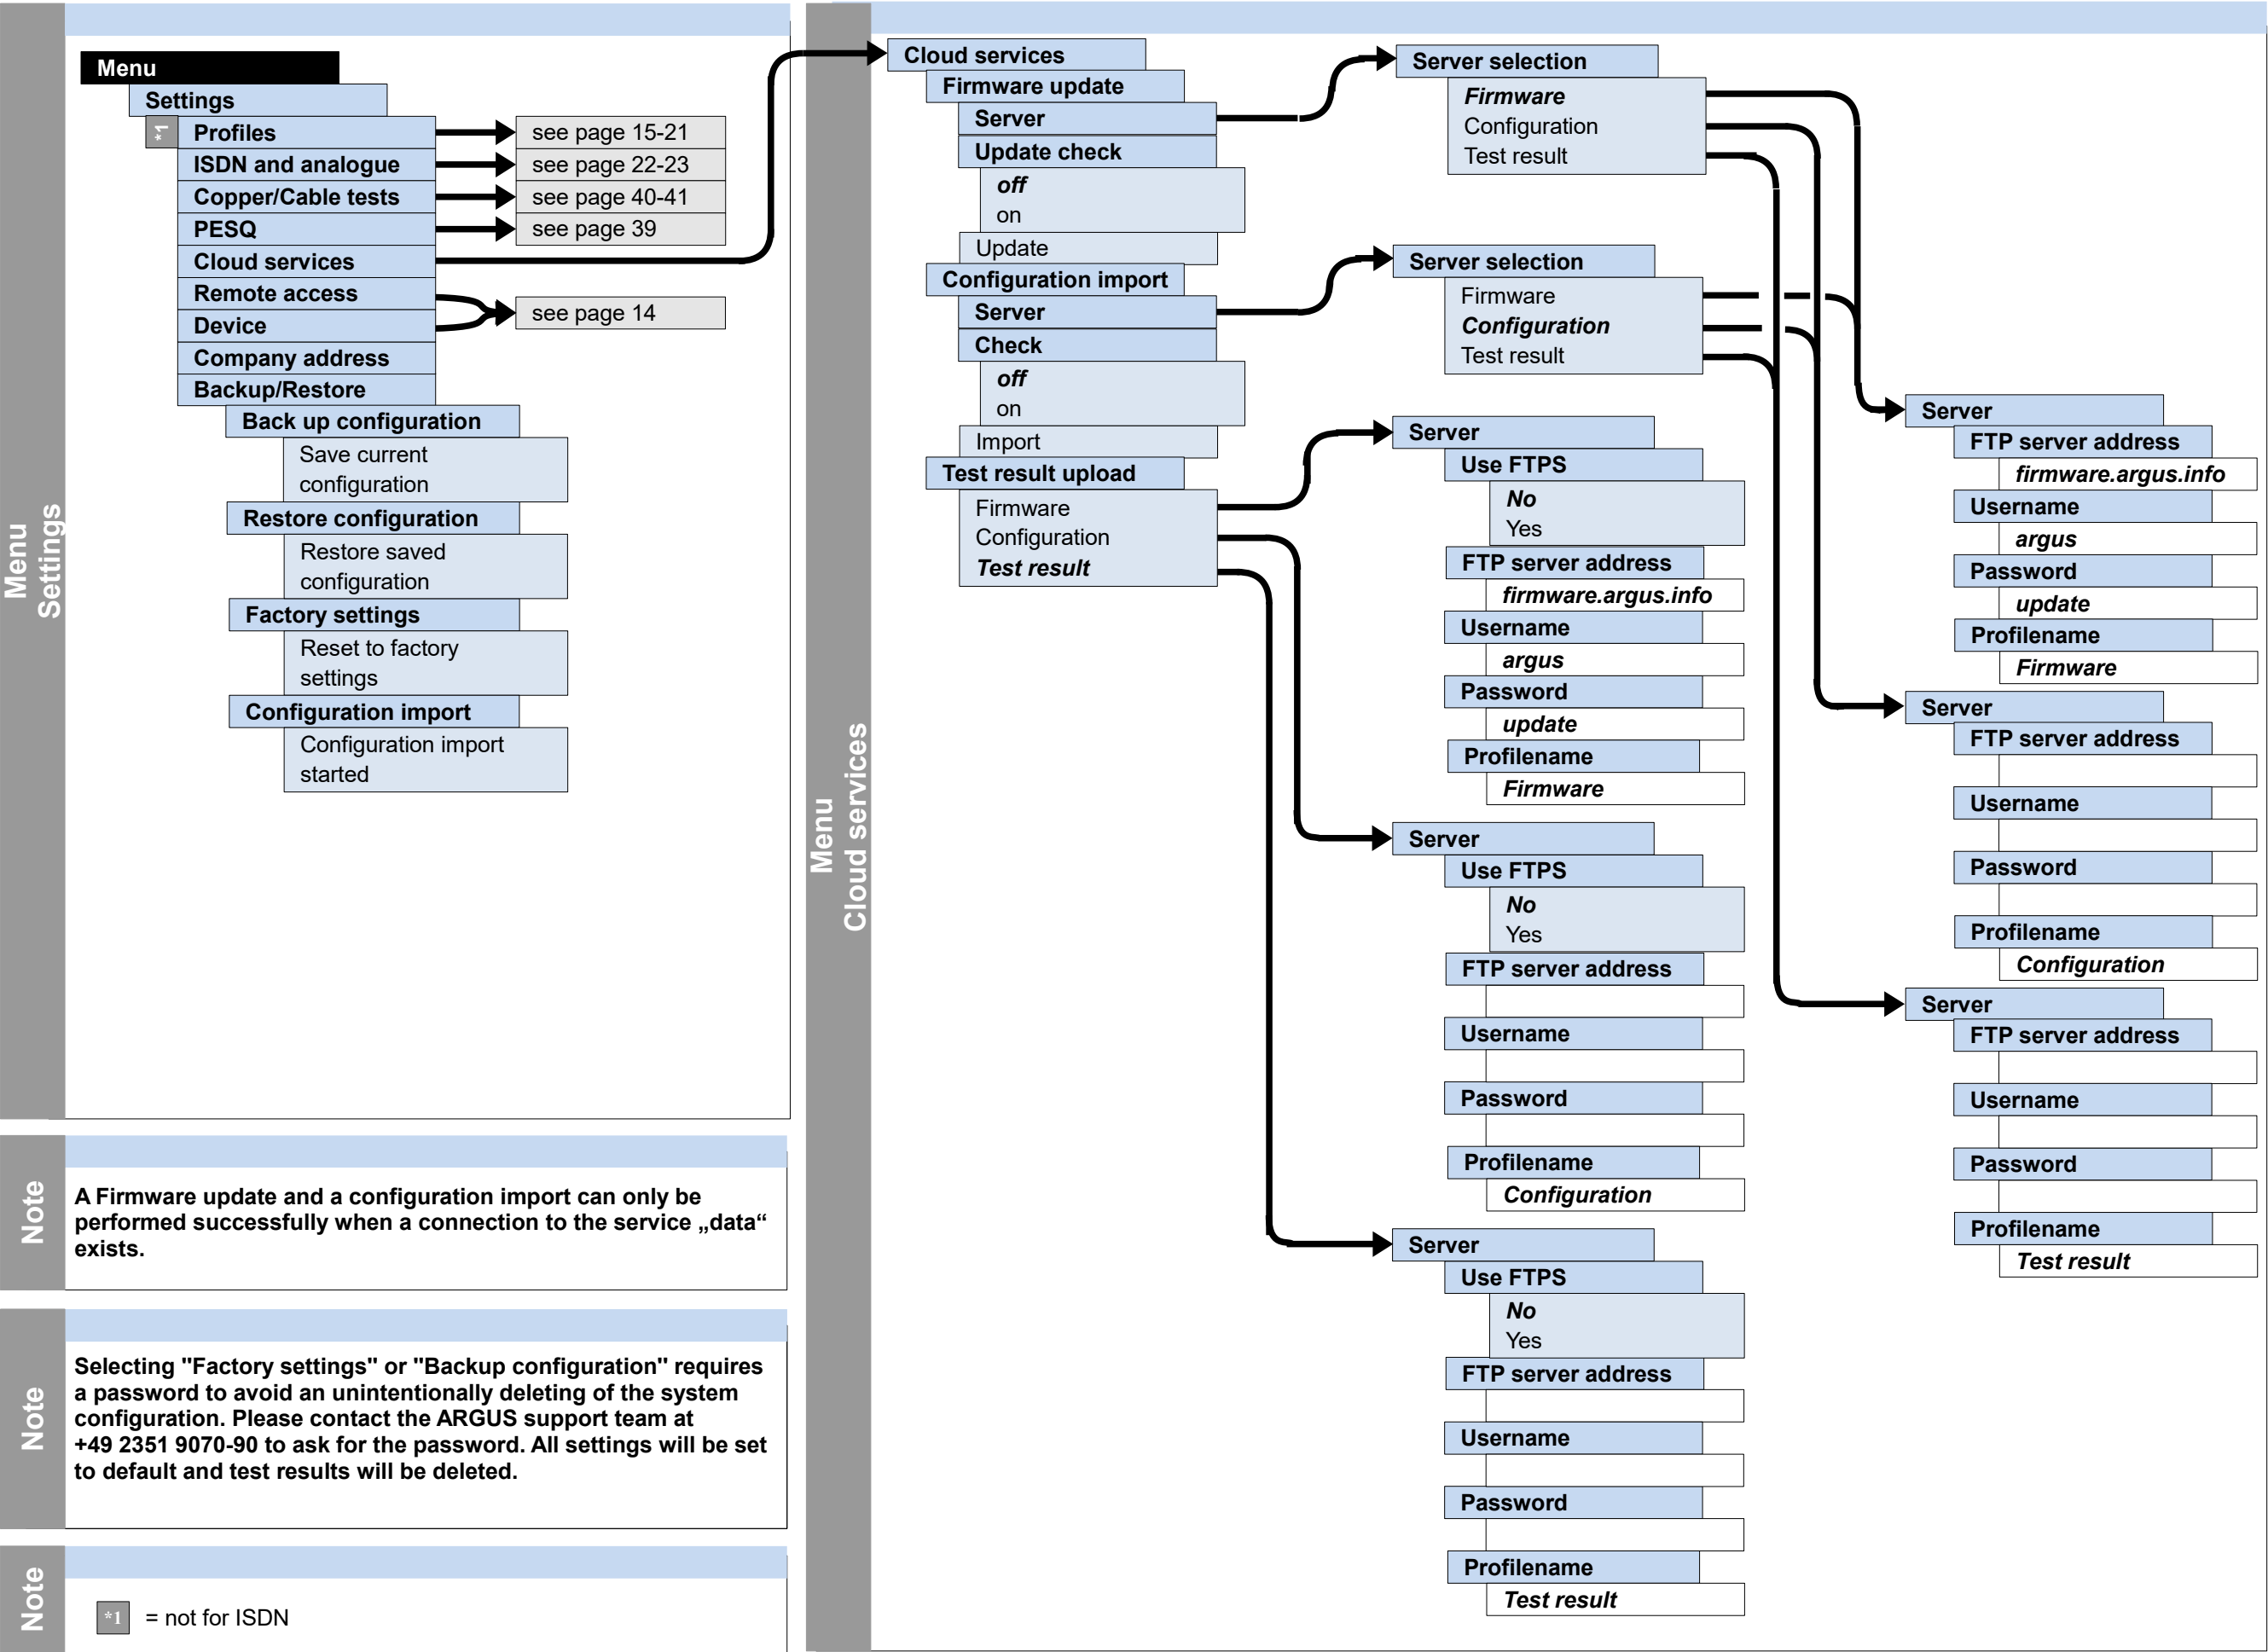 Menu
Settings
Menu
Settings
*1
Profiles
see page 15-21
ISDN and analogue
see page 22-23
Copper/Cable tests
see page 40-41
PESQ
see page 39
Cloud services
Remote access
Device
see page 14
Company address
Backup/Restore
Back up configuration
Save current
configuration
Restore configuration
Restore saved
configuration
Factory settings
Reset to factory
settings
Configuration import
Configuration import
started
Note
A Firmware update and a configuration import can only be
performed successfully when a connection to the service „data“
exists.
Note
Selecting "Factory settings" or "Backup configuration" requires
a password to avoid an unintentionally deleting of the system
configuration. Please contact the ARGUS support team at
+49 2351 9070-90 to ask for the password. All settings will be set
to default and test results will be deleted.
Note
*1 = not for ISDN
Menu
Cloud services
Cloud services
Firmware update
Server
Update check
off
on
Update
Configuration import
Server
Check
off
on
Import
Test result upload
Firmware
Configuration
Test result
Server selection
Firmware
Configuration
Test result
Server selection
Firmware
Configuration
Test result
Server
Use FTPS
No
Yes
FTP server address
firmware.argus.info
Username
argus
Password
update
Profilename
Firmware
Server
Use FTPS
No
Yes
FTP server address
Username
Password
Profilename
Configuration
Server
Use FTPS
No
Yes
FTP server address
Username
Password
Profilename
Test result
Server
FTP server address
firmware.argus.info
Username
argus
Password
update
Profilename
Firmware
Server
FTP server address
Username
Password
Profilename
Configuration
Server
FTP server address
Username
Password
Profilename
Test result